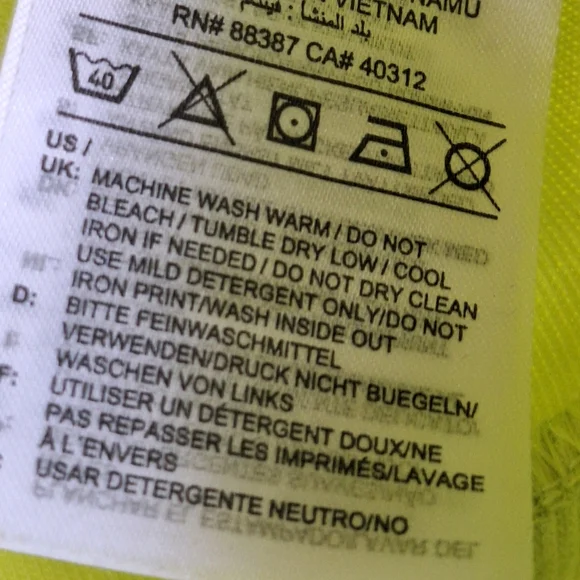 VIETNAM
بلد المنشأ : فيتنام
RN# 88387 CA# 40312
40
US /
UK: MACHINE WASH WARM / DO NOT
BLEACH / TUMBLE DRY LOW / COOL
IRON IF NEEDED / DO NOT DRY CLEAN
USE MILD DETERGENT ONLY/DO NOT
IRON PRINT/WASH INSIDE OUT
D: BITTE FEINWASCHMITTEL
VERWENDEN/DRUCK NICHT BUEGELN/
WASCHEN VON LINKS
F: UTILISER UN DÉTERGENT DOUX/NE
PAS REPASSER LES IMPRIMÉS/LAVAGE
À L'ENVERS
USAR DETERGENTE NEUTRO/NO